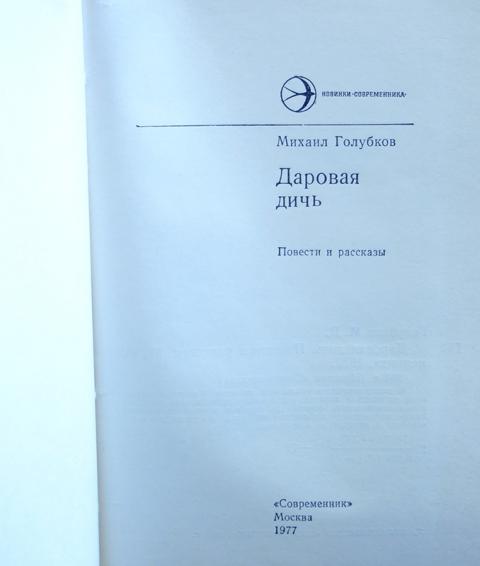 НОВИНКИ «СОВРЕМЕННИКА»
Михаил Голубков
Даровая
дичь
Повести и рассказы
«Современник»
Москва
1977